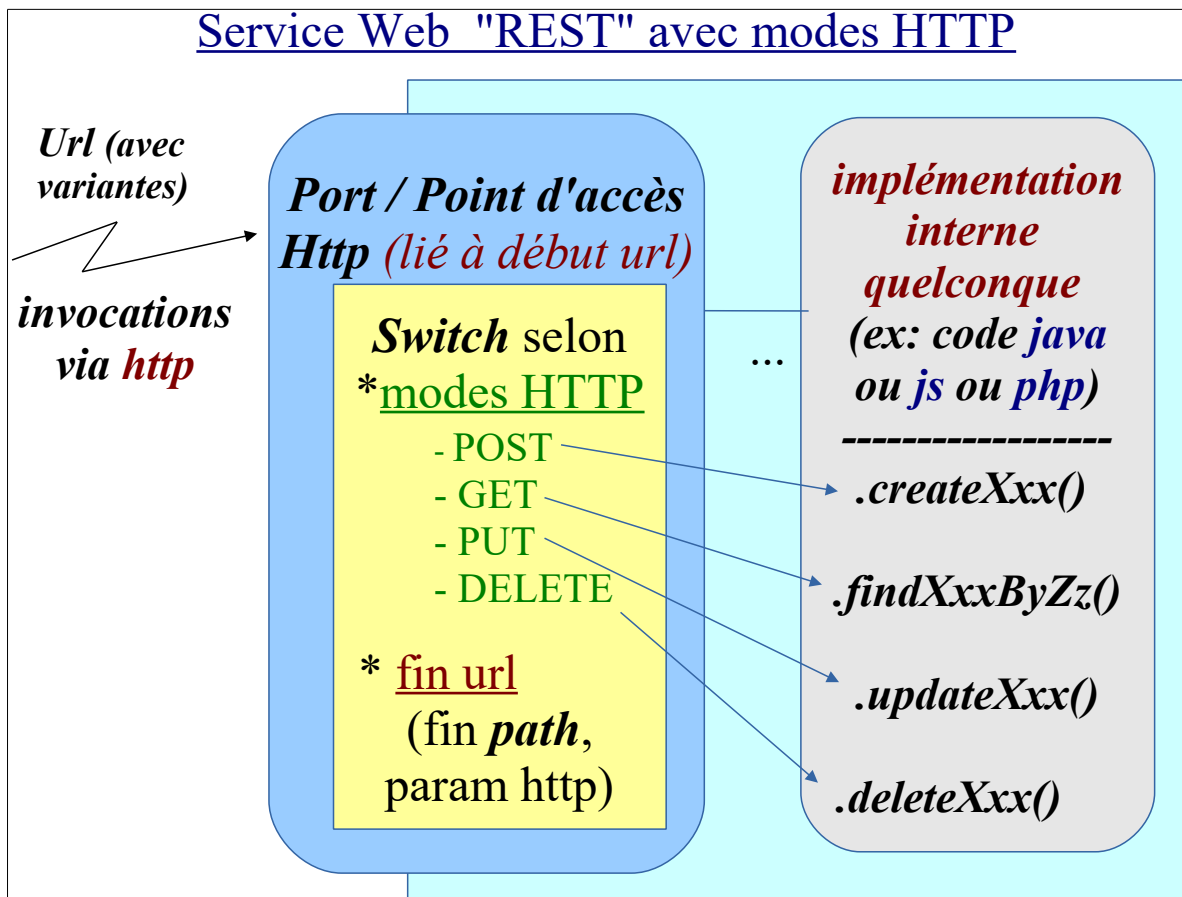 Service Web "REST" avec modes HTTP
Url (avec
variantes)
invocations
via http
Port / Point d'accès
Http (lié à début url)
Switch selon
*modes HTTP
- POST
- GET
- PUT
- DELETE
* fin url
(fin path,
param http)
...
implémentation
interne
quelconque
(ex: code java
ou js ou php)
------------------
.createXxx()
.findXxxByZz()
.updateXxx()
.deleteXxx()